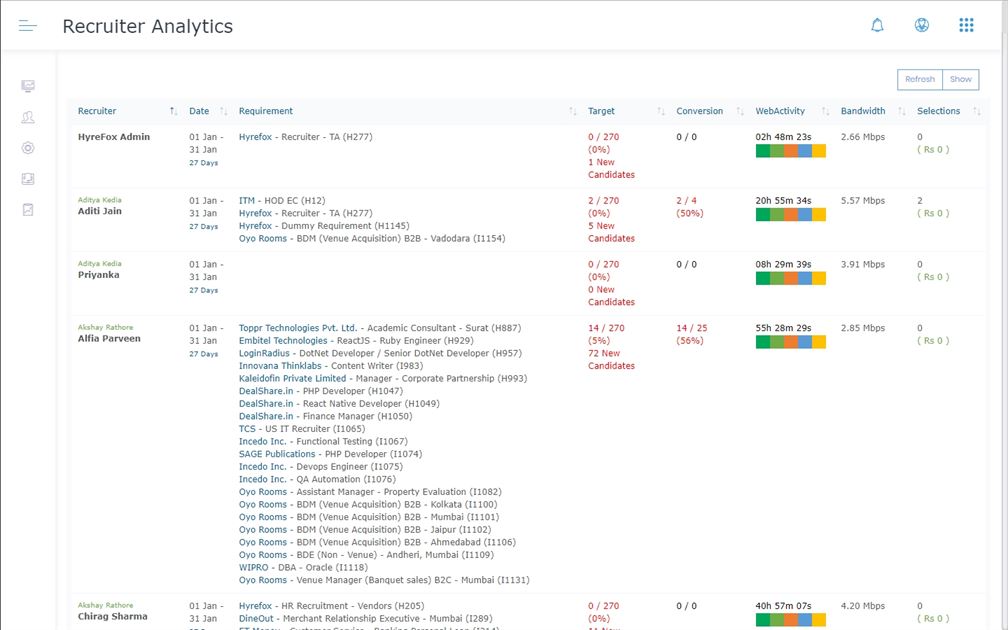 Recruiter Analytics
Refresh Show
Recruiter Date Requirement Target Conversion WebActivity Bandwidth Selections
HyreFox Admin 01 Jan - Hyrefox - Recruiter - TA (H277) 0 / 270 0 / 0 02h 48m 23s 2.66 Mbps 0
31 Jan (0%) ( Rs 0 )
27 Days 1 New
Candidates
Aditya Kedia 01 Jan - ITM - HOD EC (H12) 2 / 270 2 / 4 20h 55m 34s 5.57 Mbps 2
Aditi Jain 31 Jan Hyrefox - Recruiter - TA (H277) (0%) (50%) ( Rs 0 )
27 Days Hyrefox - Dummy Requirement (H1145) 5 New
Oyo Rooms - BDM (Venue Acquisition) B2B - Vadodara (I1154) Candidates
Aditya Kedia 01 Jan - 0 / 270 0 / 0 08h 29m 39s 3.91 Mbps 0
Priyanka 31 Jan (0%) ( Rs 0 )
27 Days 0 New
Candidates
Akshay Rathore 01 Jan - Toppr Technologies Pvt. Ltd. - Academic Consultant - Surat (H887) 14 / 270 14 / 25 55h 28m 29s 2.85 Mbps 0
Alfia Parveen 31 Jan Embitel Technologies - ReactJS - Ruby Engineer (H929) (5%) (56%) ( Rs 0 )
27 Days LoginRadius - DotNet Developer / Senior DotNet Developer (H957) 72 New
Innovana Thinklabs - Content Writer (I983) Candidates
Kaleidofin Private Limited - Manager - Corporate Partnership (H993)
DealShare.in - PHP Developer (H1047)
DealShare.in - React Native Developer (H1049)
DealShare.in - Finance Manager (H1050)
TCS - US IT Recruiter (I1065)
Incedo Inc. - Functional Testing (I1067)
SAGE Publications - PHP Developer (I1074)
Incedo Inc. - Devops Engineer (I1075)
Incedo Inc. - QA Automation (I1076)
Oyo Rooms - Assistant Manager - Property Evaluation (I1082)
Oyo Rooms - BDM (Venue Acquisition) B2B - Kolkata (I1100)
Oyo Rooms - BDM (Venue Acquisition) B2B - Mumbai (I1101)
Oyo Rooms - BDM (Venue Acquisition) B2B - Jaipur (I1102)
Oyo Rooms - BDM (Venue Acquisition) B2B - Ahmedabad (I1106)
Oyo Rooms - BDE (Non - Venue) - Andheri, Mumbai (I1109)
WIPRO - DBA - Oracle (I1118)
Oyo Rooms - Venue Manager (Banquet sales) B2C - Mumbai (I1131)
Akshay Rathore 01 Jan - Hyrefox - HR Recruitment - Vendors (H205) 0 / 270 0 / 0 40h 57m 07s 4.20 Mbps 0
Chirag Sharma 31 Jan DineOut - Merchant Relationship Executive - Mumbai (I289) (0%) ( Rs 0 )